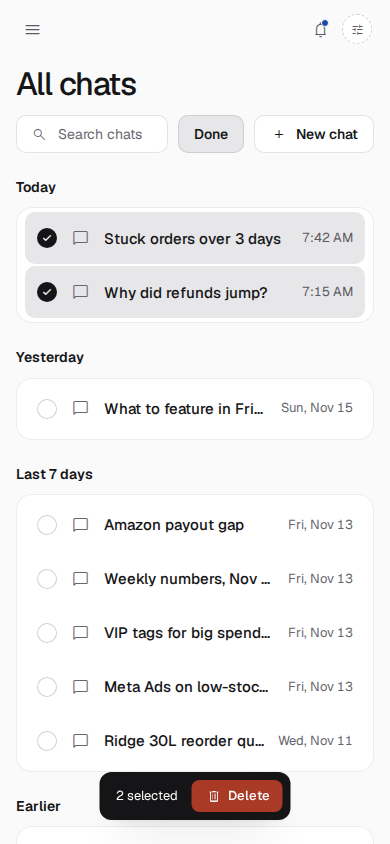 All chats
Search chats
Done
+ New chat
Today
Stuck orders over 3 days 7:42 AM
Why did refunds jump? 7:15 AM
Yesterday
What to feature in Fri... Sun, Nov 15
Last 7 days
Amazon payout gap Fri, Nov 13
Weekly numbers, Nov ... Fri, Nov 13
VIP tags for big spend... Fri, Nov 13
Meta Ads on low-stoc... Fri, Nov 13
Ridge 30L reorder qu... Wed, Nov 11
2 selected Delete
Earlier